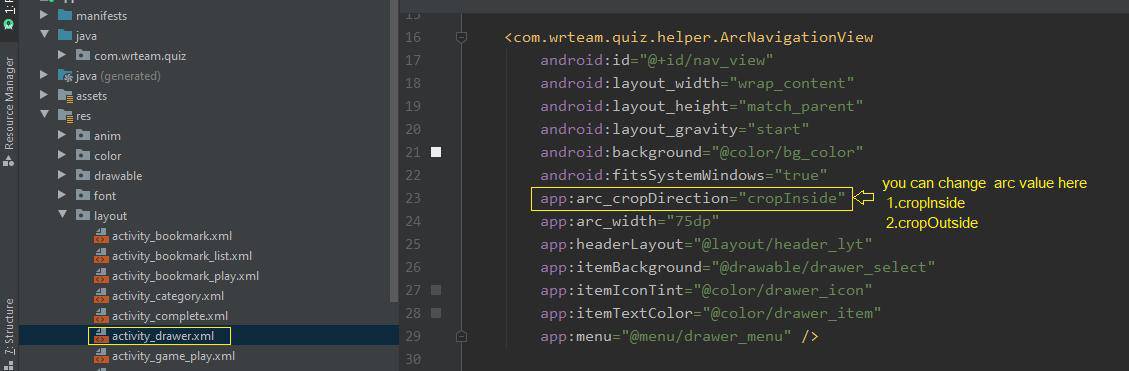 1: P
Resource Manager
7: Structure
manifests
java
com.wrteam.quiz
java (generated)
assets
res
anim
color
drawable
font
layout
activity_bookmark.xml
activity_bookmark_list.xml
activity_bookmark_play.xml
activity_category.xml
activity_complete.xml
activity_drawer.xml
activity_game_play.xml
15
16 <com.wrteam.quiz.helper.ArcNavigationView
17 android:id="@+id/nav_view"
18 android:layout_width="wrap_content"
19 android:layout_height="match_parent"
20 android:layout_gravity="start"
21 android:background="@color/bg_color"
22 android:fitsSystemWindows="true"
23 app:arc_cropDirection="cropInside"
24 app:arc_width="75dp"
25 app:headerLayout="@layout/header_lyt"
26 app:itemBackground="@drawable/drawer_select"
27 app:itemIconTint="@color/drawer_icon"
28 app:itemTextColor="@color/drawer_item"
29 app:menu="@menu/drawer_menu" />
30
you can change arc value here
1.cropInside
2.cropOutside